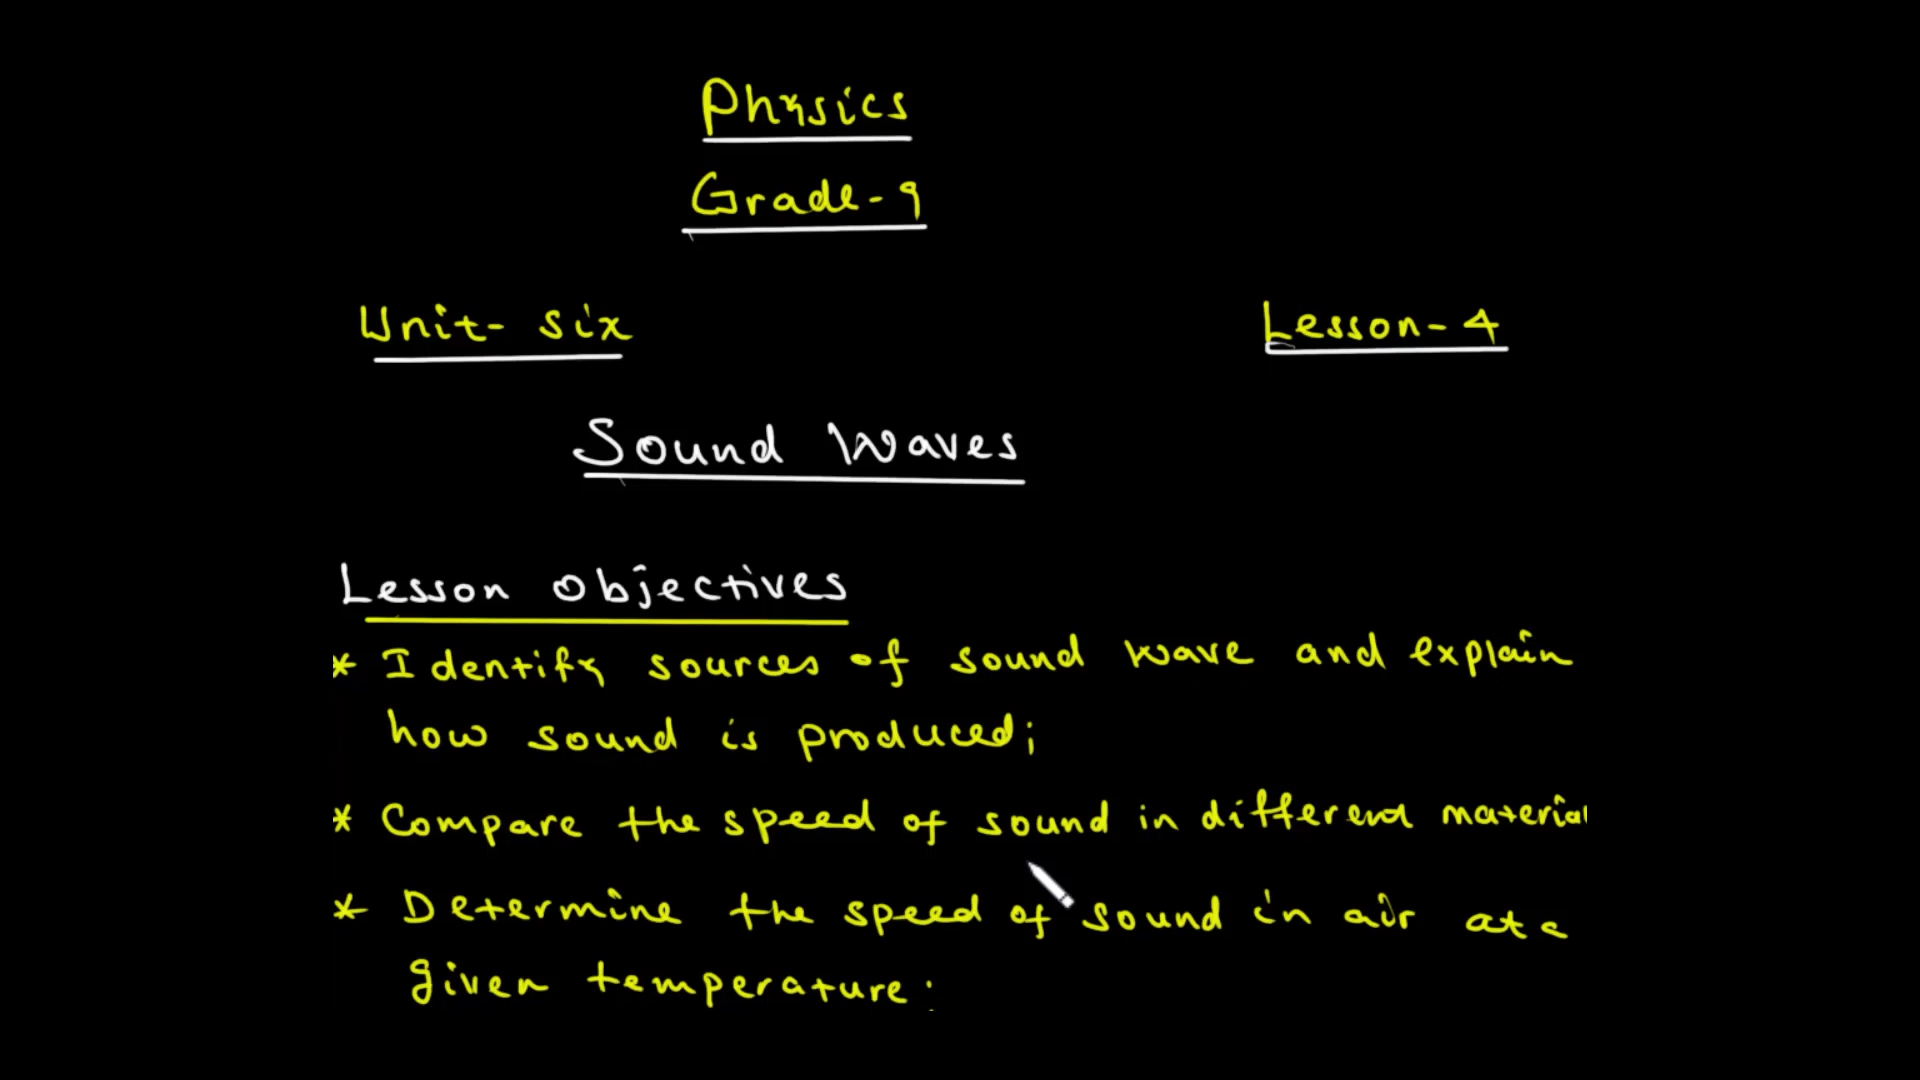 Physics
Grade-9
Unit-six
Lesson-4
Sound Waves
Lesson Objectives
* Identify sources of sound wave and explain
how sound is produced;
* Compare the speed of sound in different material
* Determine the speed of sound in air at a
given temperature: